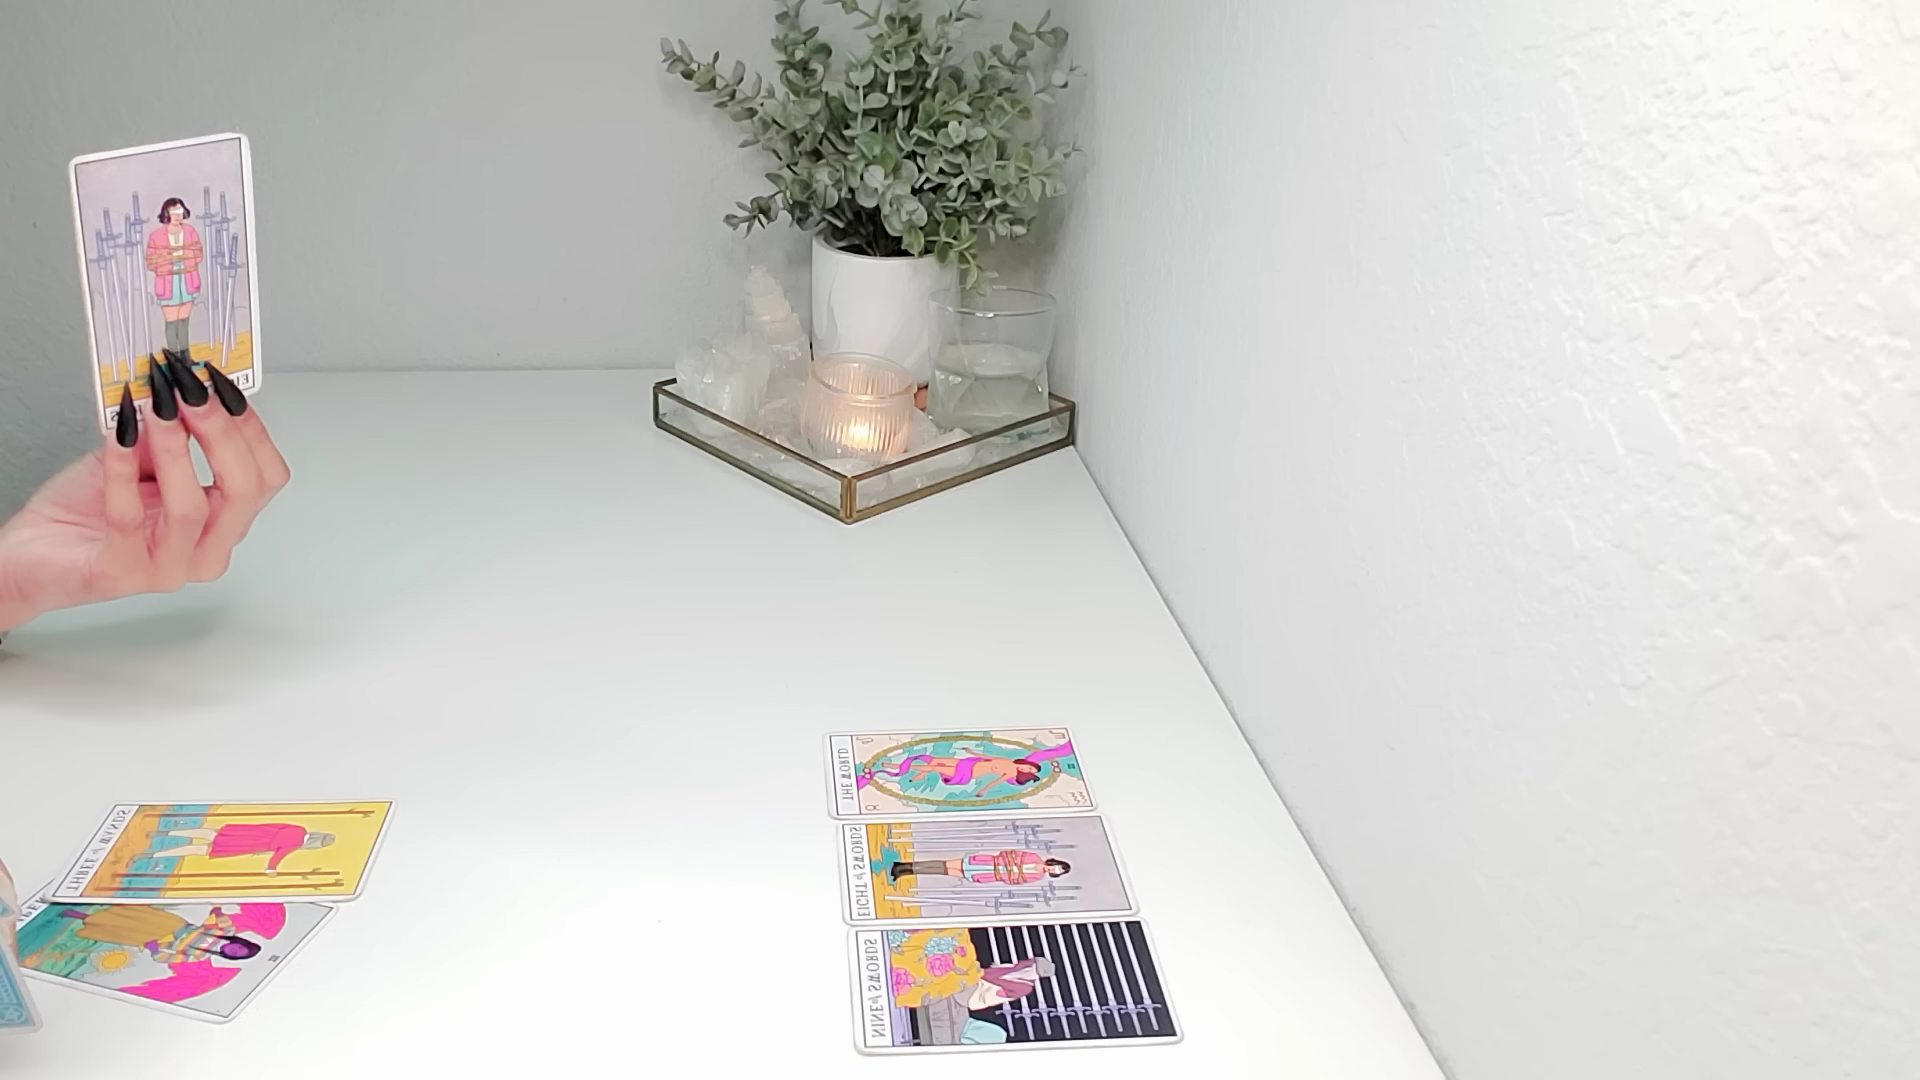 THE WORLD
EIGHT of SWORDS
NINE of SWORDS
THREE of WANDS